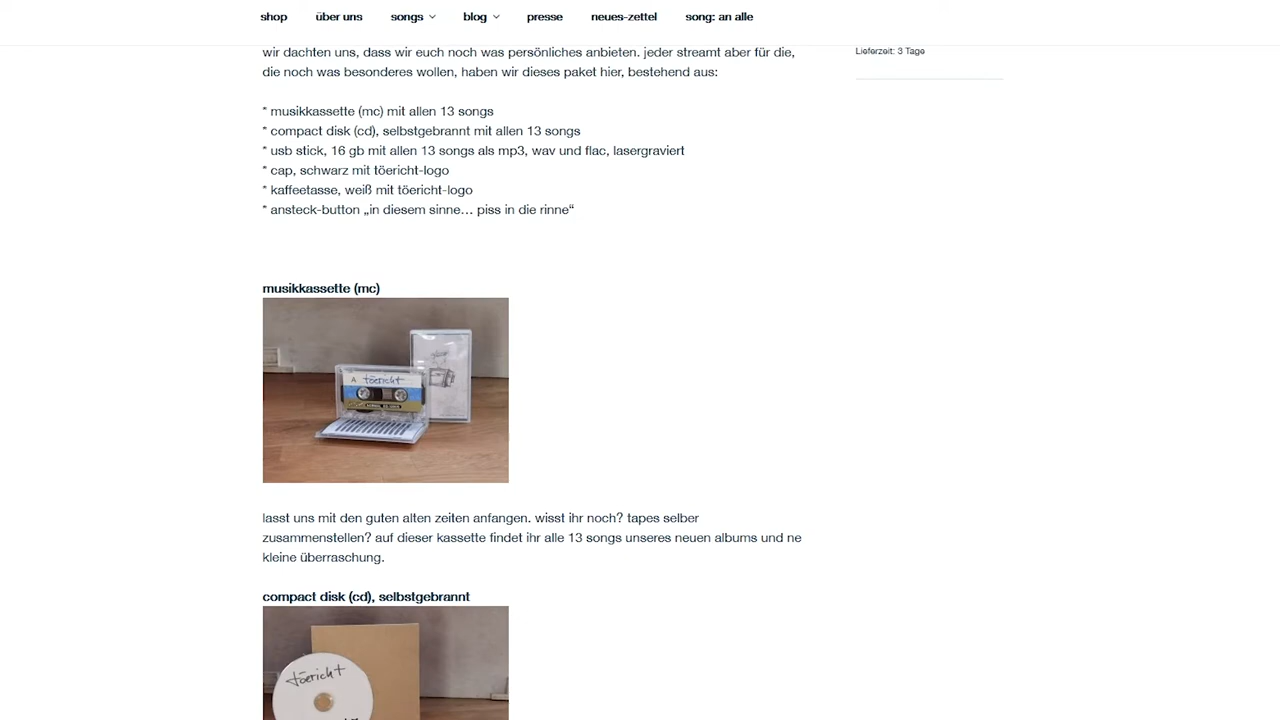 shop über uns songs blog presse neues-zettel song: an alle
wir dachten uns, dass wir euch noch was persönliches anbieten. jeder streamt aber für die,
die noch was besonderes wollen, haben wir dieses paket hier, bestehend aus:
Lieferzeit: 3 Tage
* musikkassette (mc) mit allen 13 songs
* compact disk (cd), selbstgebrannt mit allen 13 songs
* usb stick, 16 gb mit allen 13 songs als mp3, wav und flac, lasergraviert
* cap, schwarz mit töericht-logo
* kaffeetasse, weiß mit töericht-logo
* ansteck-button „in diesem sinne… piss in die rinne“
musikkassette (mc)
A töericht
lasst uns mit den guten alten zeiten anfangen. wisst ihr noch? tapes selber
zusammenstellen? auf dieser kassette findet ihr alle 13 songs unseres neuen albums und ne
kleine überraschung.
compact disk (cd), selbstgebrannt
töericht